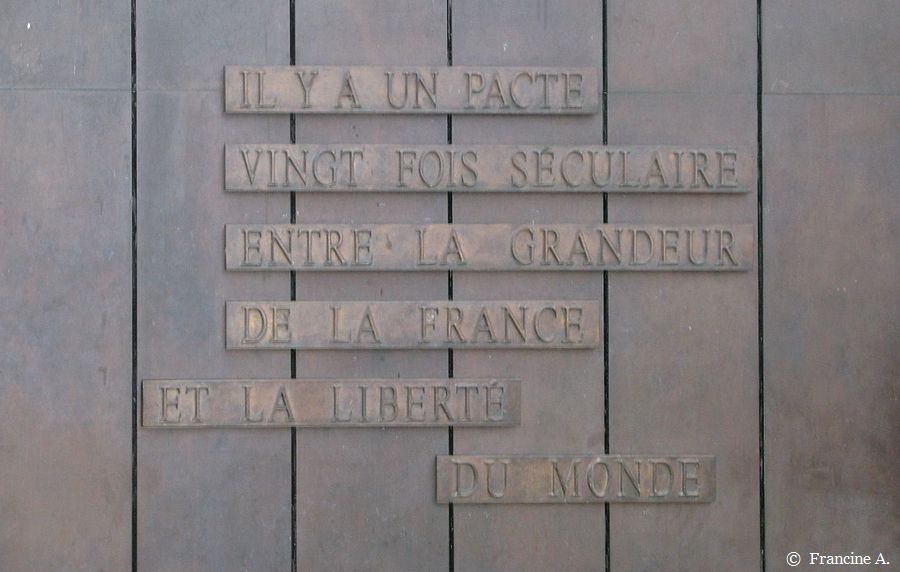 IL Y A UN PACTE
VINGT FOIS SÉCULAIRE
ENTRE LA GRANDEUR
DE LA FRANCE
ET LA LIBERTÉ
DU MONDE
© Francine A.